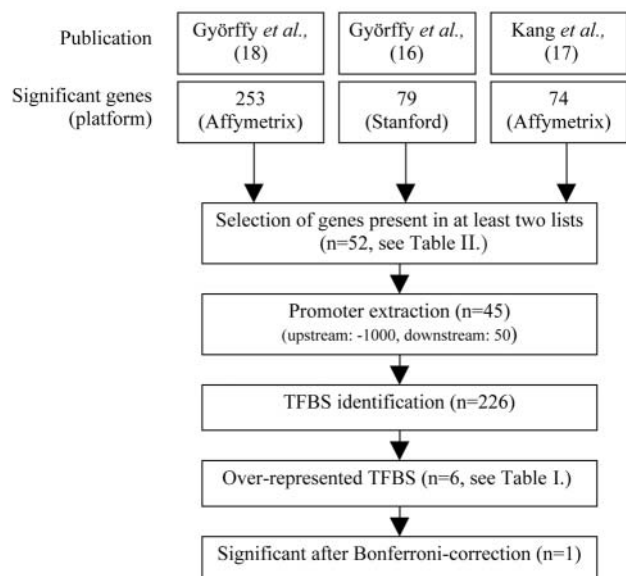 Publication
Györffy et al.,
(18)
Györffy et al.,
(16)
Kang et al.,
(17)
Significant genes
(platform)
253
(Affymetrix)
79
(Stanford)
74
(Affymetrix)
Selection of genes present in at least two lists
(n=52, see Table II.)
Promoter extraction (n=45)
(upstream: -1000, downstream: 50)
TFBS identification (n=226)
Over-represented TFBS (n=6, see Table I.)
Significant after Bonferroni-correction (n=1)